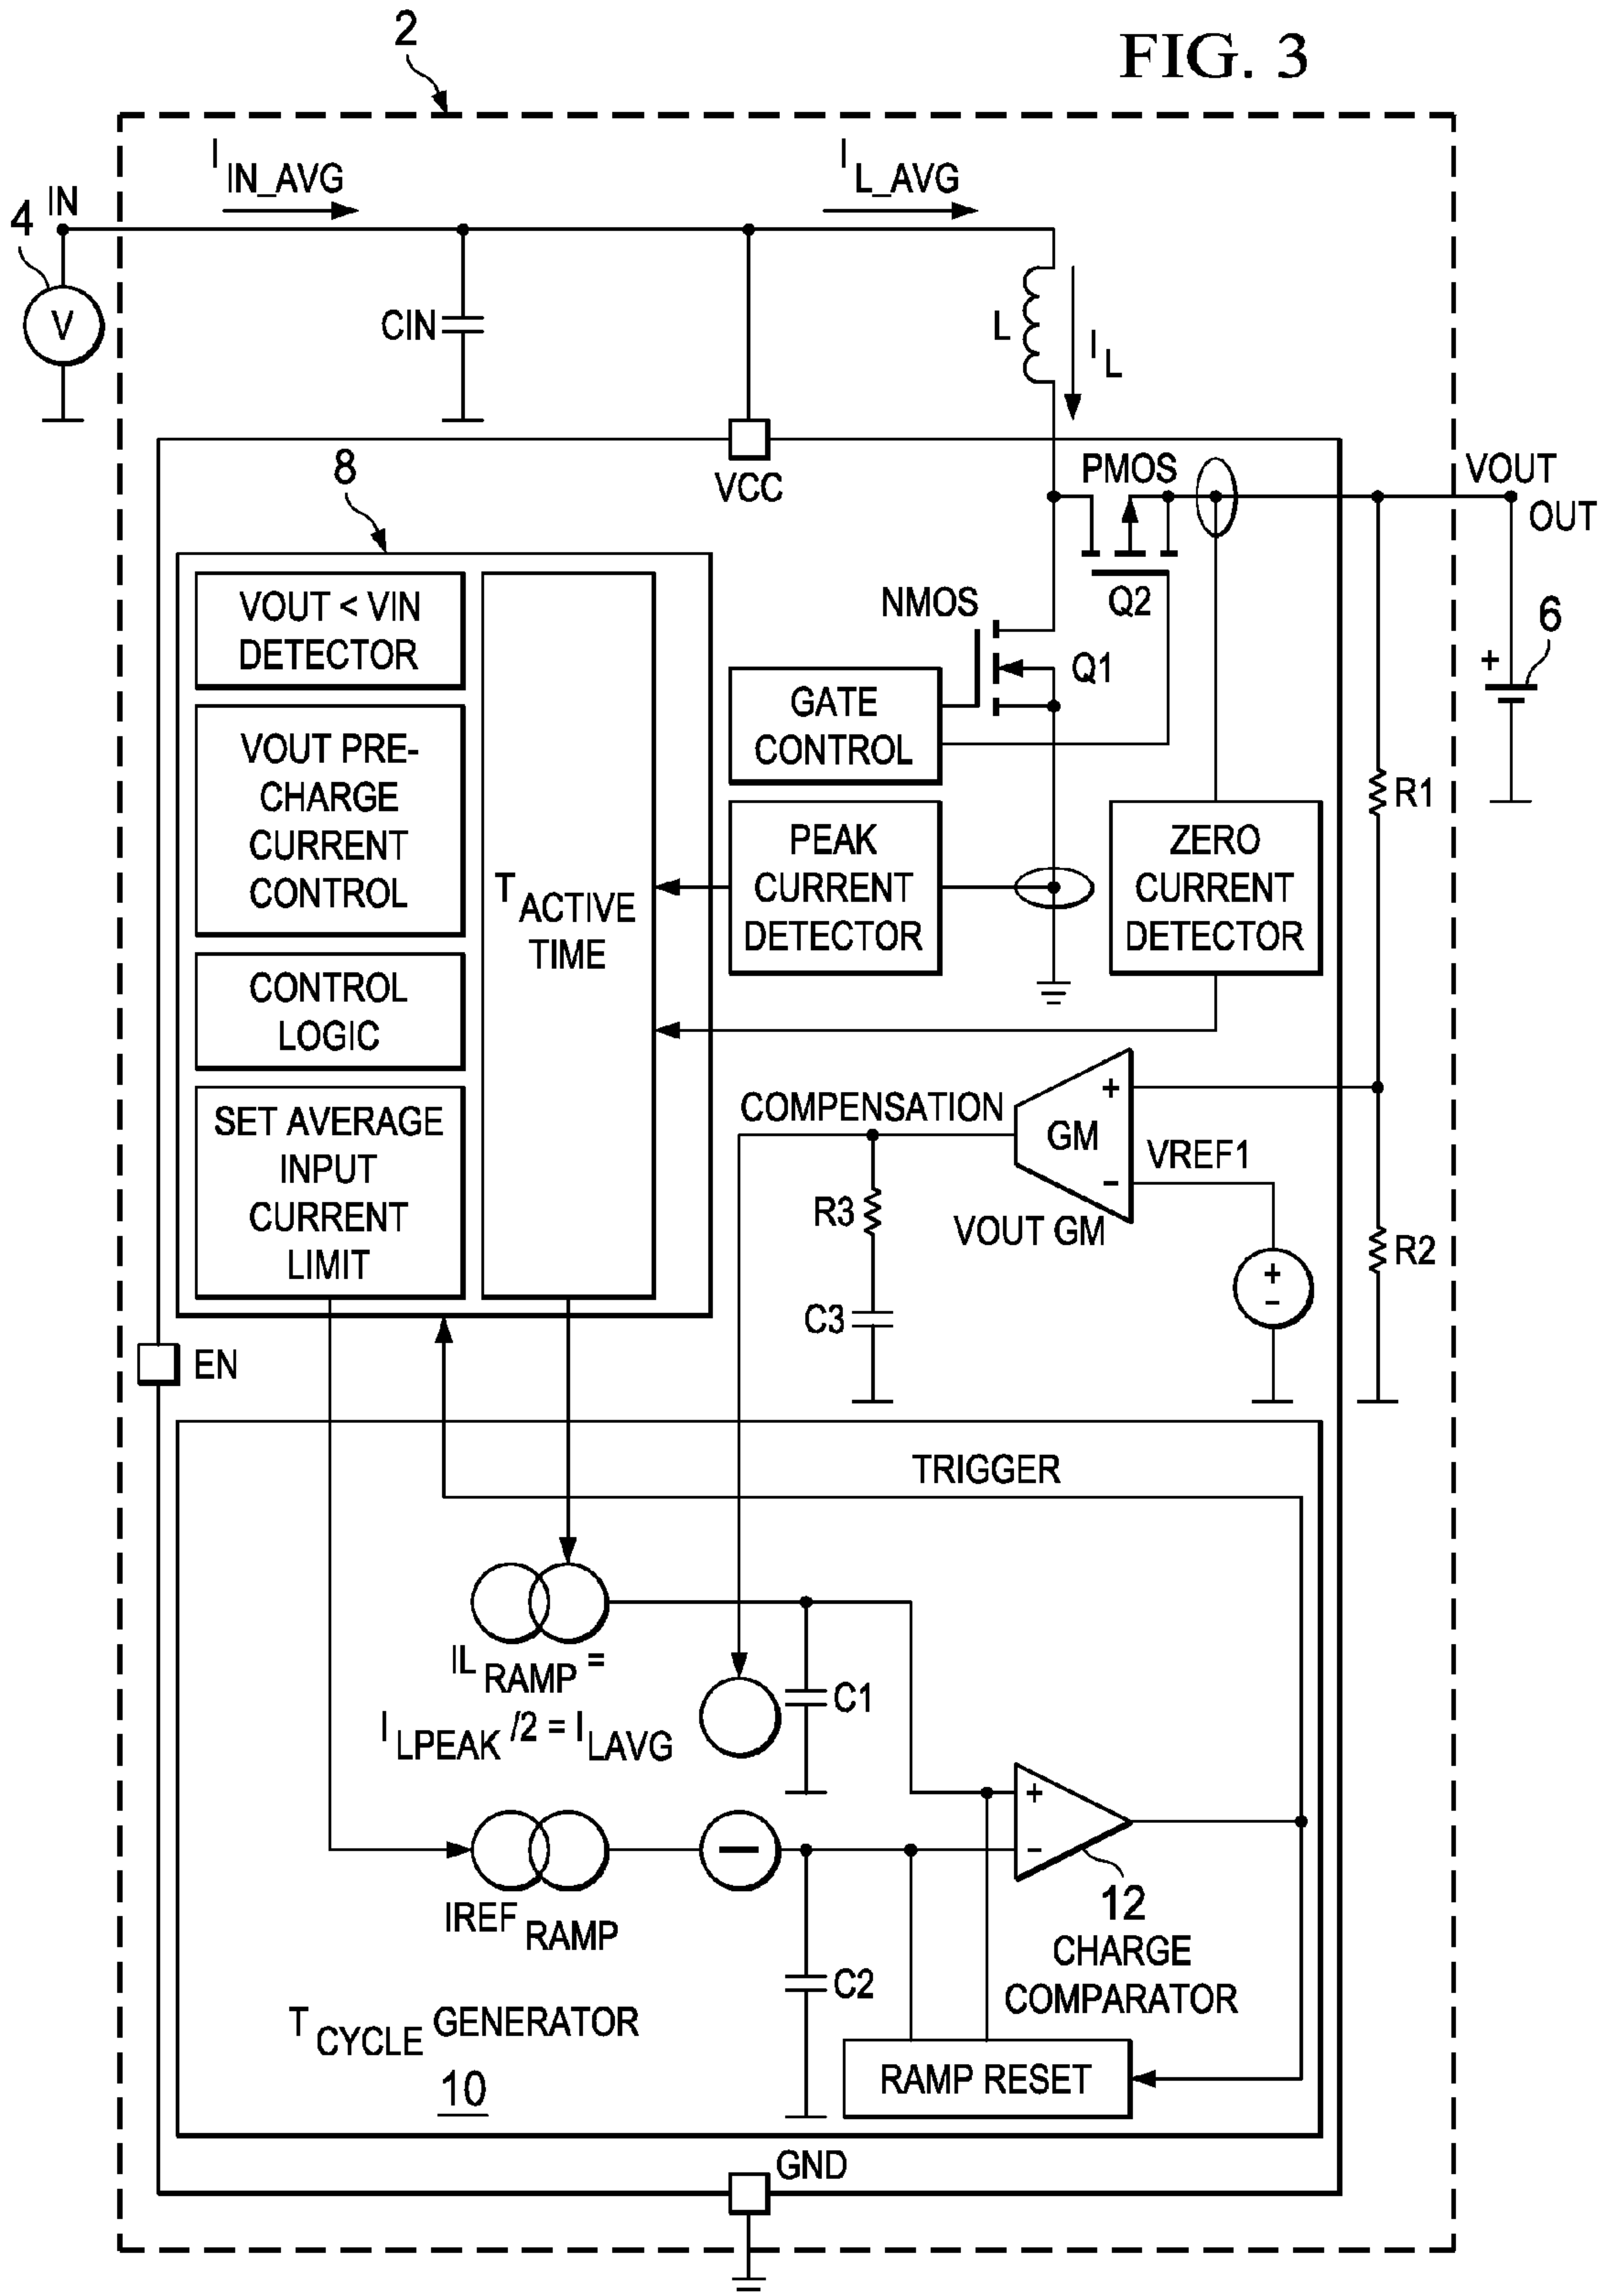 FIG. 3
2
I IN_AVG
I L_AVG
4
IN
V
CIN
L
I L
VCC
8
PMOS
VOUT
OUT
Q2
NMOS
Q1
6
+
VOUT < VIN
DETECTOR
VOUT PRE-
CHARGE
CURRENT
CONTROL
CONTROL
LOGIC
SET AVERAGE
INPUT
CURRENT
LIMIT
T ACTIVE
TIME
GATE
CONTROL
PEAK
CURRENT
DETECTOR
ZERO
CURRENT
DETECTOR
R1
COMPENSATION
+
GM
−
VREF1
VOUT GM
R3
C3
+
−
R2
EN
TRIGGER
IL RAMP =
I LPEAK /2 = I LAVG
C1
+
−
12
CHARGE
COMPARATOR
−
IREF RAMP
C2
T CYCLE GENERATOR
10
RAMP RESET
GND